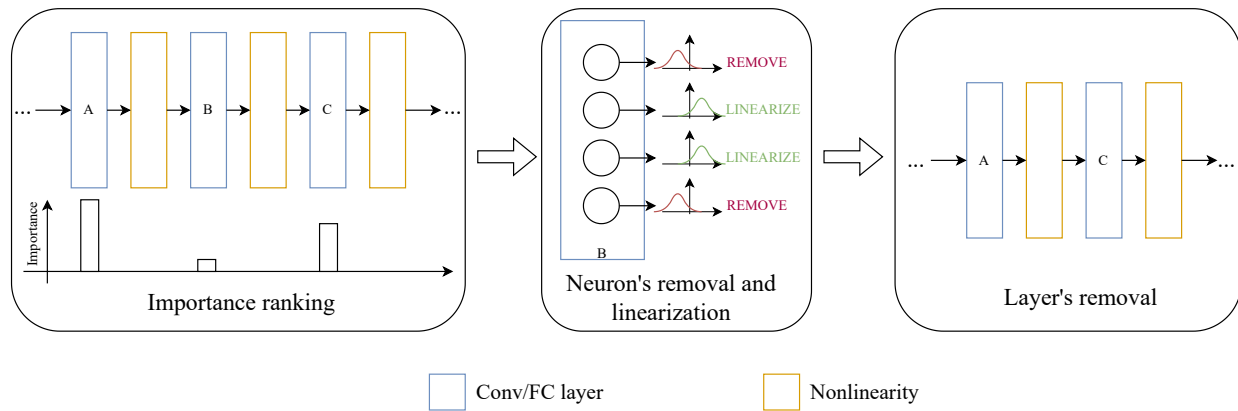 ...
A
B
C
...
Importance
Importance ranking
REMOVE
LINEARIZE
LINEARIZE
REMOVE
B
Neuron's removal and
linearization
...
A
C
...
Layer's removal
Conv/FC layer
Nonlinearity